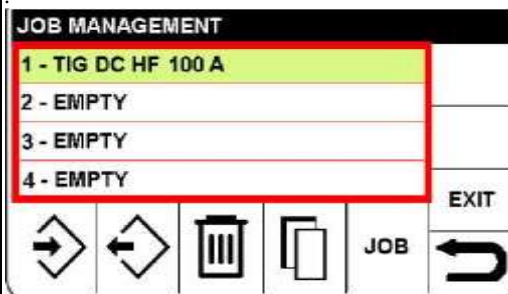 JOB MANAGEMENT
1 - TIG DC HF 100 A
2 - EMPTY
3 - EMPTY
4 - EMPTY
EXIT
JOB